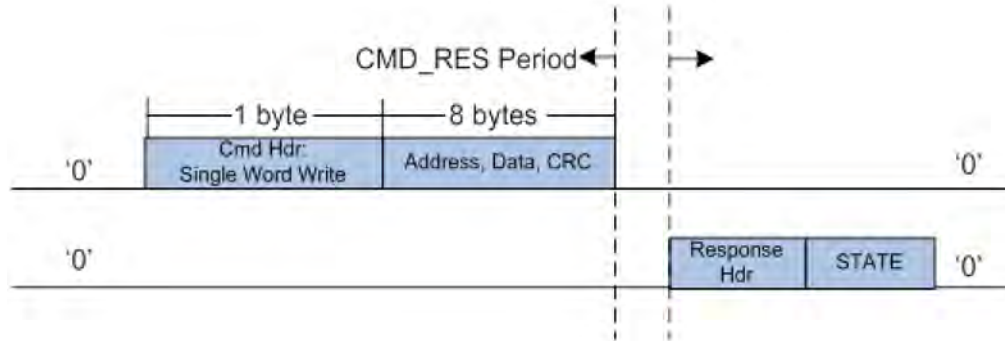 CMD_RES Period
1 byte 8 bytes
Cmd Hdr:
Single Word Write
Address, Data, CRC
'0' '0'
Response
Hdr
STATE
'0' '0'